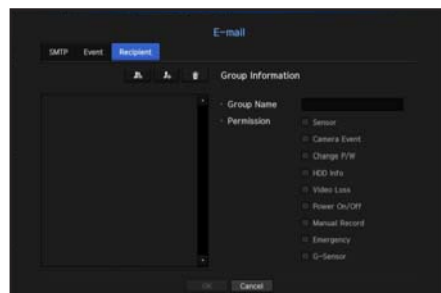 E-mail
SMTP Event Recipient
Group Information
- Group Name
- Permission
Sensor
Camera Event
Change P/W
HDD Info
Video Loss
Power On/Off
Manual Record
Emergency
G-Sensor
OK Cancel